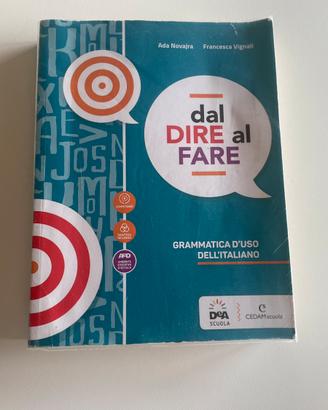 Ada Novajra Francesca Vignali
dal
DIRE al
FARE
GRAMMATICA D'USO
DELL'ITALIANO
DeA
SCUOLA
CEDAMscuola